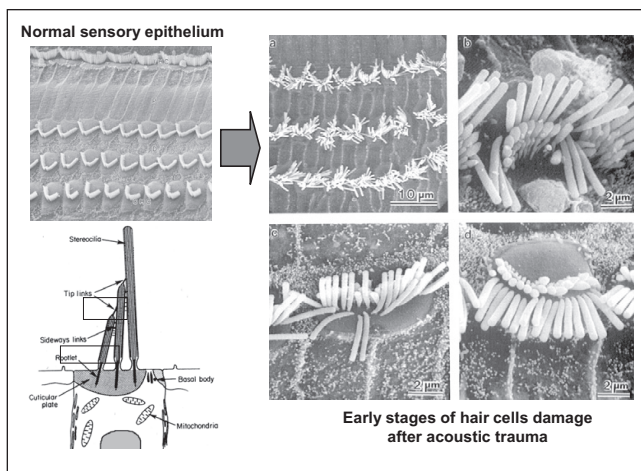 Normal sensory epithelium
a
b
10 µm
2 µm
c
d
2 µm
2 µm
Stereocilia
Tip links
Sideways links
Rootlet
Basal body
Cuticular
plate
Mitochondria
Early stages of hair cells damage
after acoustic trauma